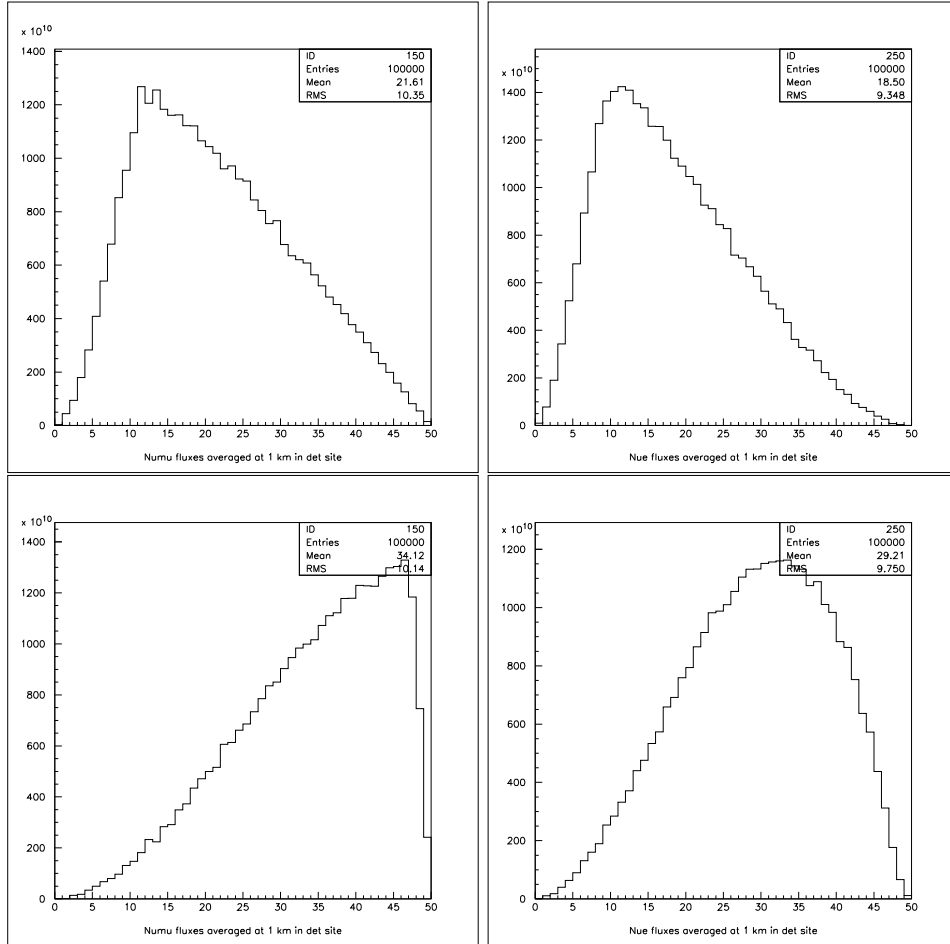 x 10^10
ID 150
Entries 100000
Mean 21.61
RMS 10.35
1400
1200
1000
800
600
400
200
0
0 5 10 15 20 25 30 35 40 45 50
Numu fluxes averaged at 1 km in det site
x 10^10
ID 250
Entries 100000
Mean 18.50
RMS 9.348
1400
1200
1000
800
600
400
200
0
0 5 10 15 20 25 30 35 40 45 50
Nue fluxes averaged at 1 km in det site
x 10^10
ID 150
Entries 100000
Mean 34.12
RMS 10.14
1400
1200
1000
800
600
400
200
0
0 5 10 15 20 25 30 35 40 45 50
Numu fluxes averaged at 1 km in det site
x 10^10
ID 250
Entries 100000
Mean 29.21
RMS 9.750
1200
1000
800
600
400
200
0
0 5 10 15 20 25 30 35 40 45 50
Nue fluxes averaged at 1 km in det site